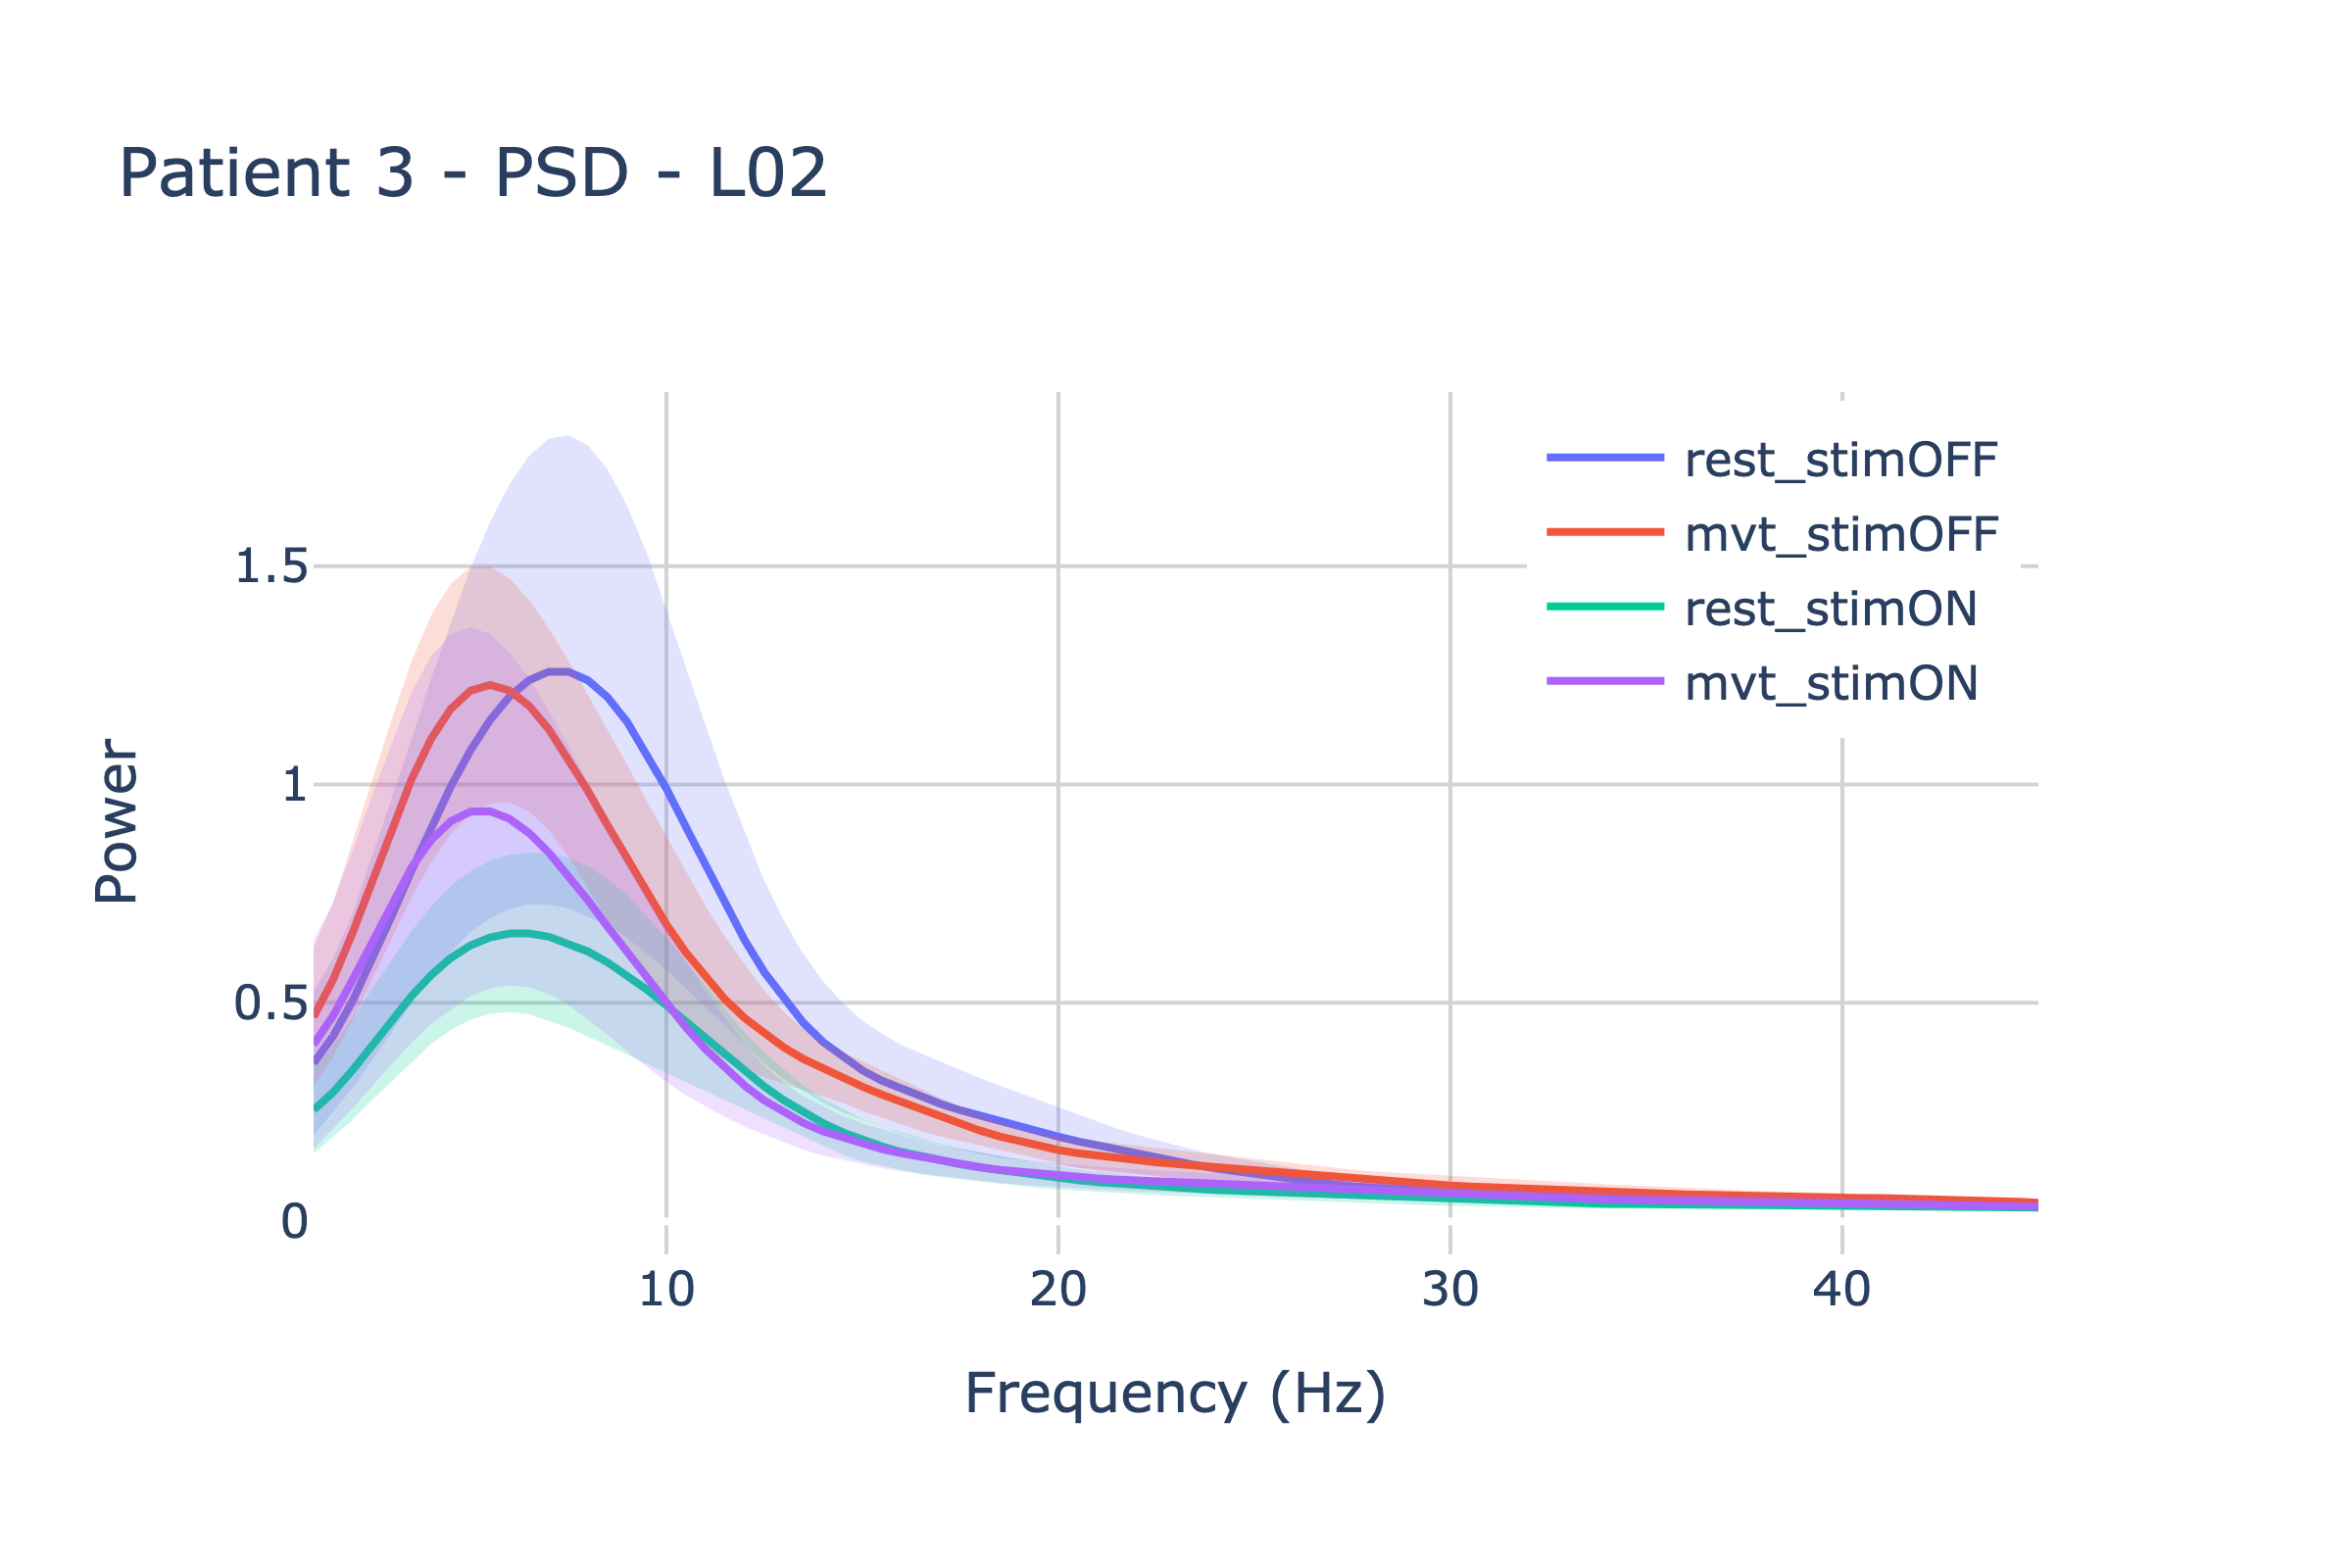 Patient 3 - PSD - L02
rest_stimOFF
mvt_stimOFF
rest_stimON
mvt_stimON
1.5
1
0.5
0
Power
10 20 30 40
Frequency (Hz)